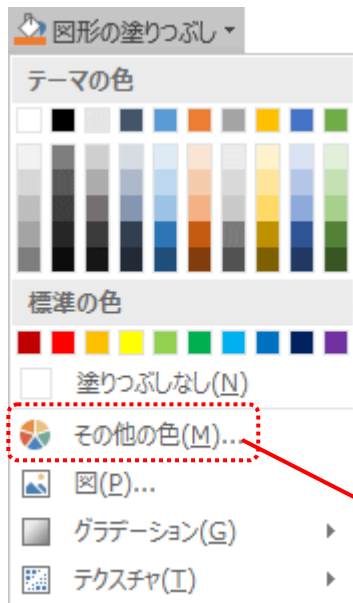 図形の塗りつぶし
テーマの色
標準の色
塗りつぶしなし(N)
その他の色(M)...
図(P)...
グラデーション(G)
テクスチャ(T)